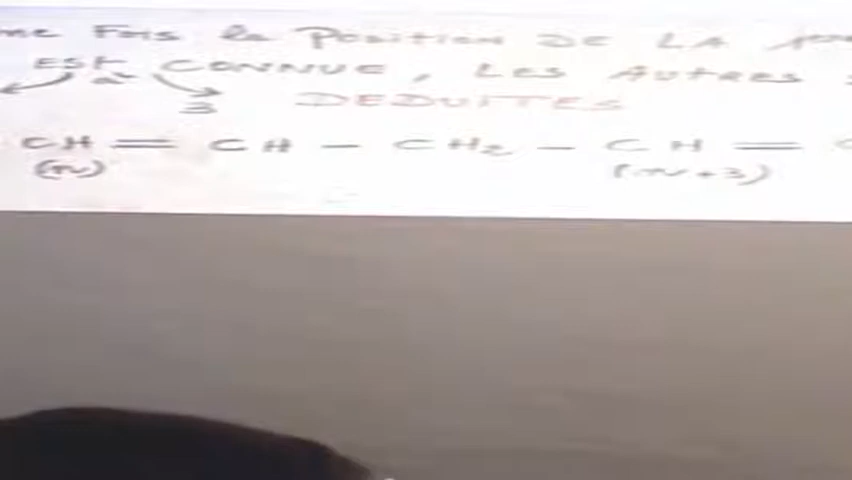 Fois la Position DE LA
EST CONNUE, LES AUTRES
3 DEDUITES
CH = CH - CH2 - CH =
(n) (n+3)